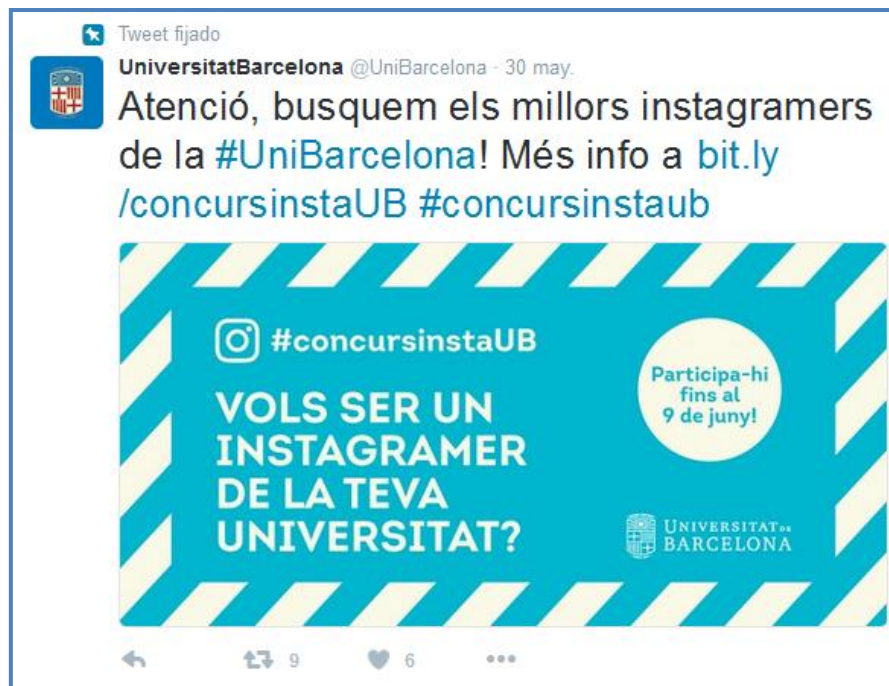 Tweet fijado
UniversitatBarcelona @UniBarcelona · 30 may.
Atenció, busquem els millors instagramers
de la #UniBarcelona! Més info a bit.ly
/concursinstaUB #concursinstaub
#concursinstaUB
VOLS SER UN
INSTAGRAMER
DE LA TEVA
UNIVERSITAT?
Participa-hi
fins al
9 de juny!
UNIVERSITAT DE
BARCELONA
9 6